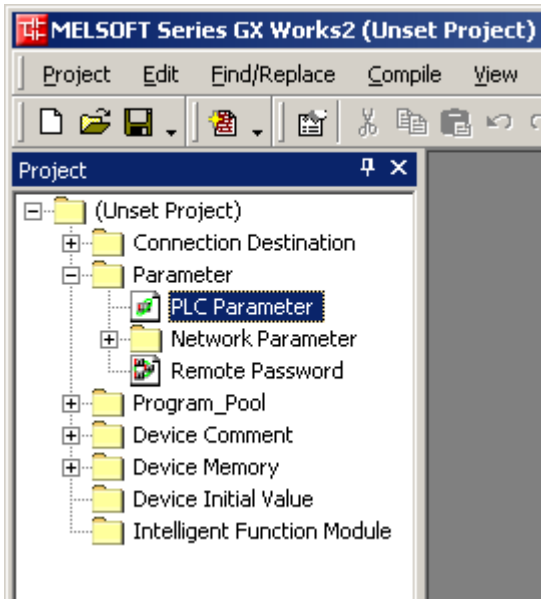 MELSOFT Series GX Works2 (Unset Project)
Project Edit Find/Replace Compile View
Project
(Unset Project)
Connection Destination
Parameter
PLC Parameter
Network Parameter
Remote Password
Program_Pool
Device Comment
Device Memory
Device Initial Value
Intelligent Function Module